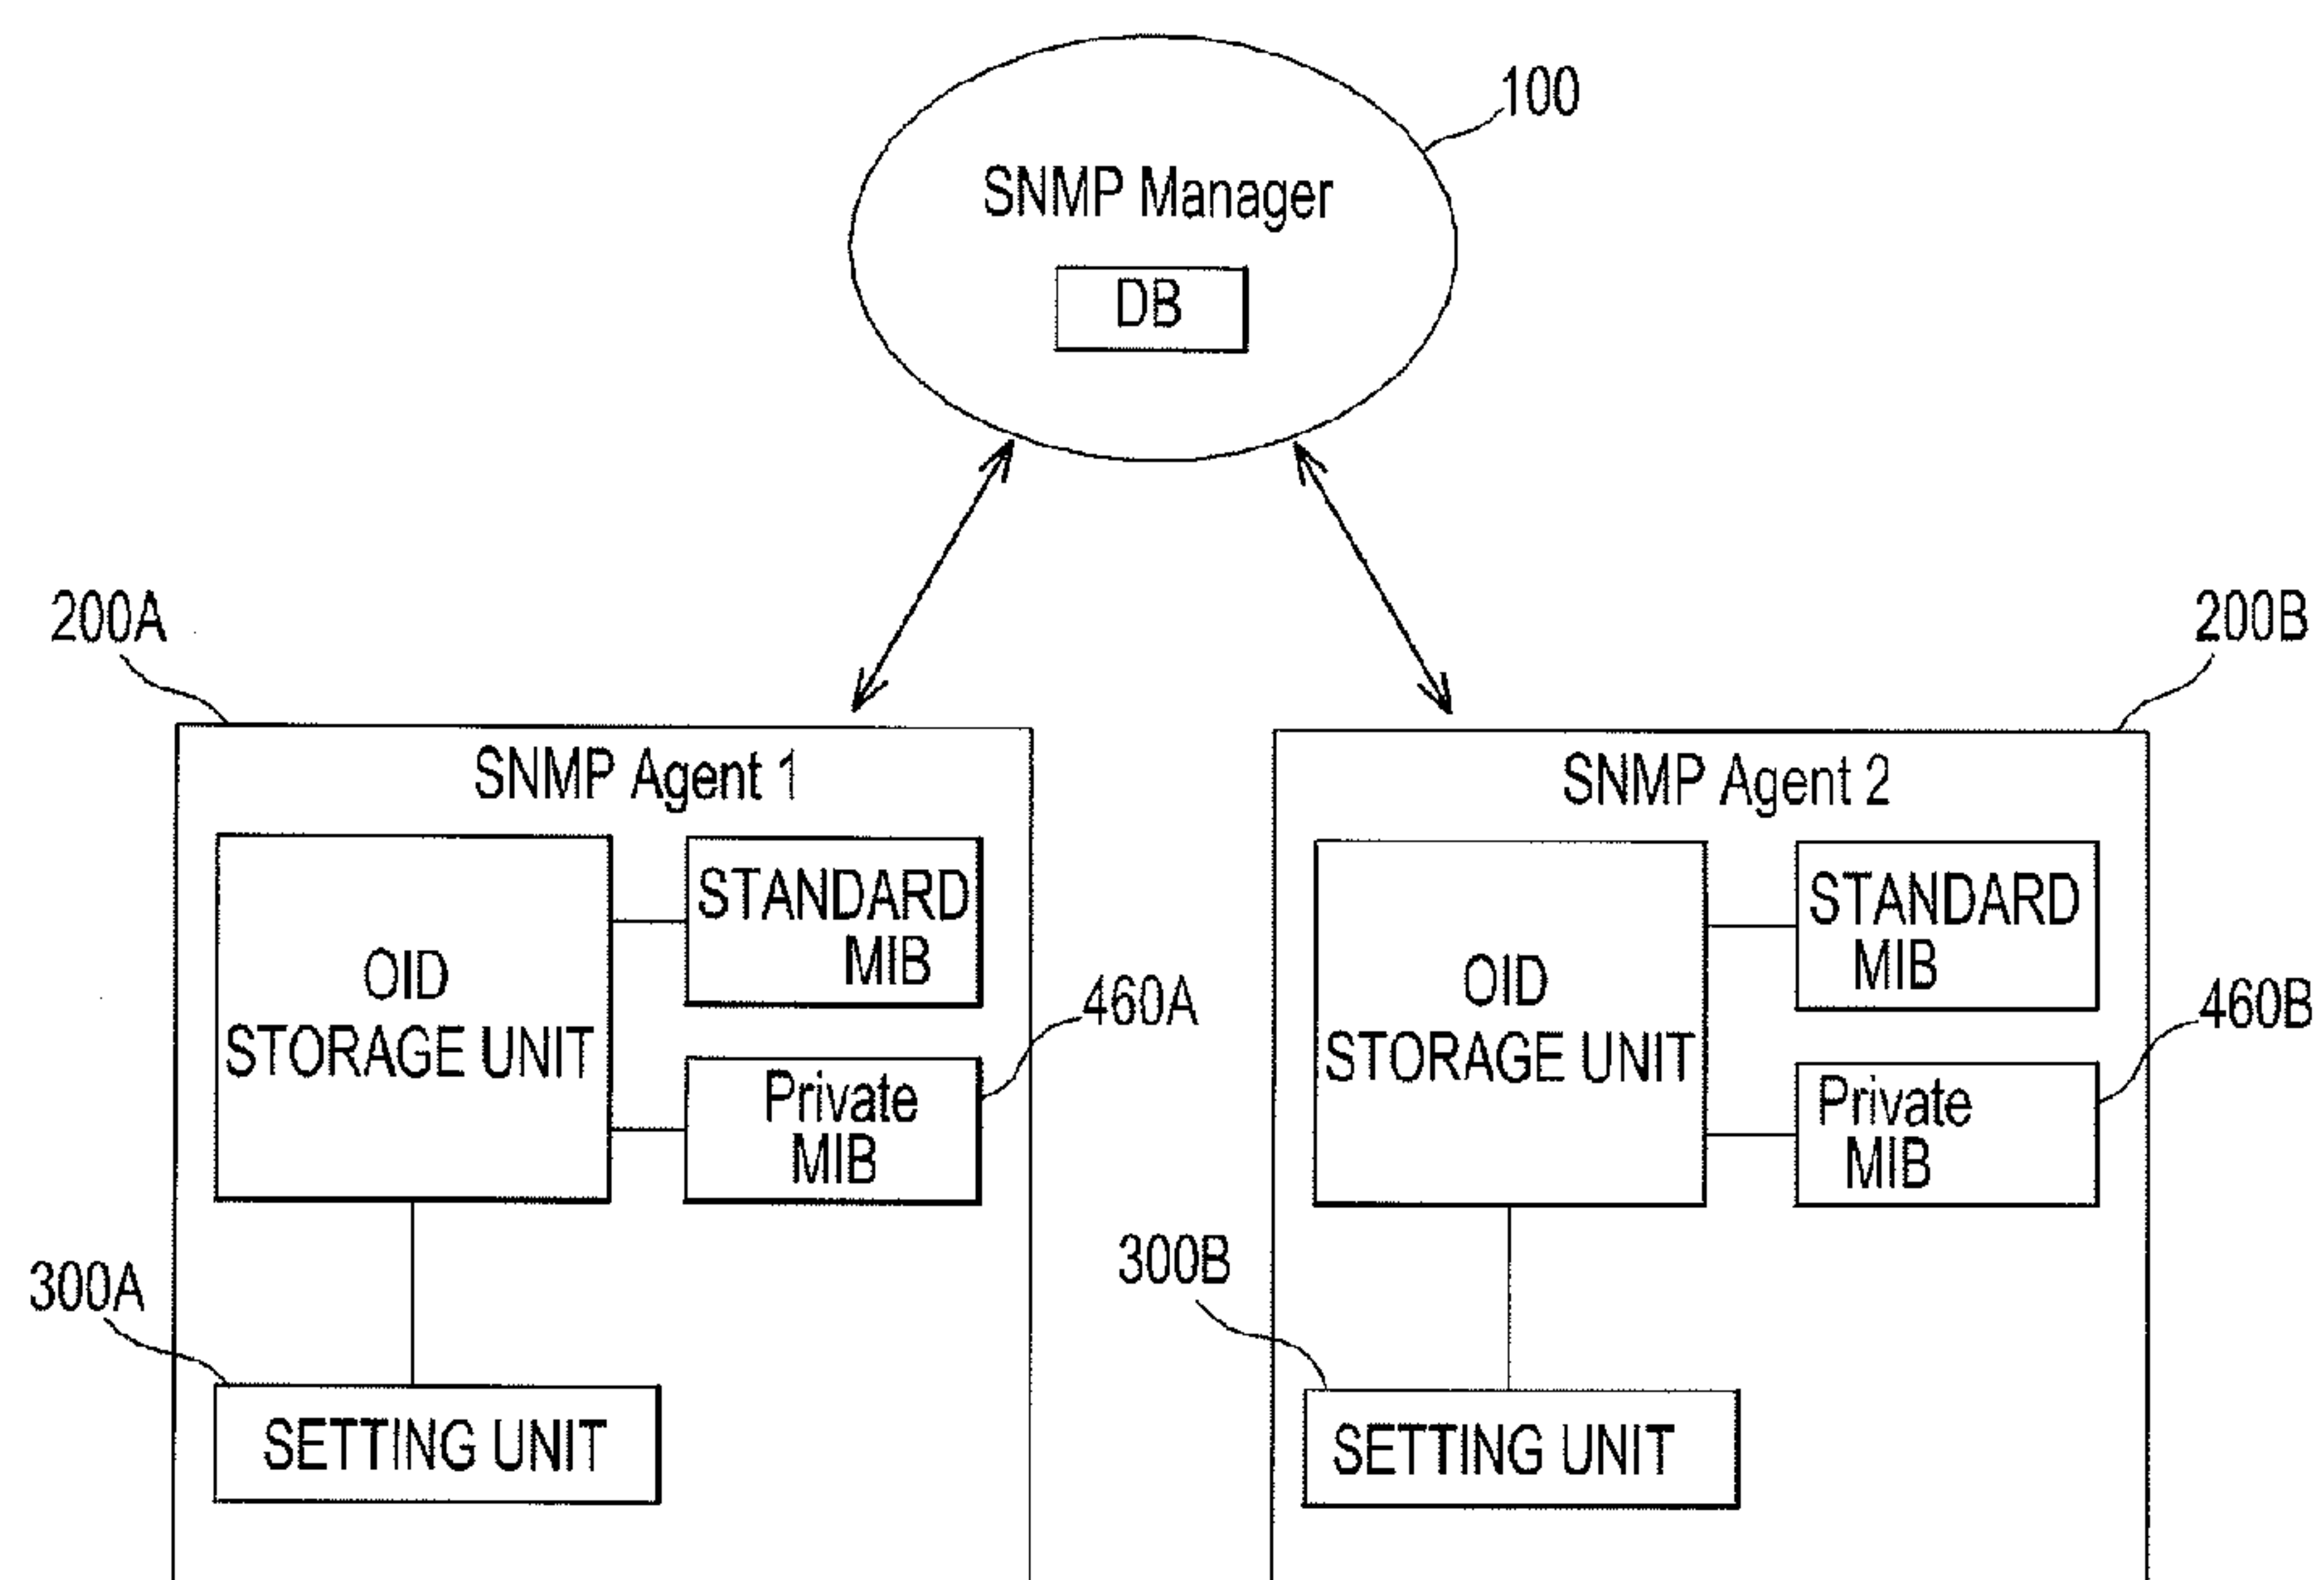 100
SNMP Manager
DB
200A
200B
SNMP Agent 1
OID
STORAGE UNIT
STANDARD
MIB
460A
Private
MIB
300A
SETTING UNIT
SNMP Agent 2
OID
STORAGE UNIT
STANDARD
MIB
460B
Private
MIB
300B
SETTING UNIT